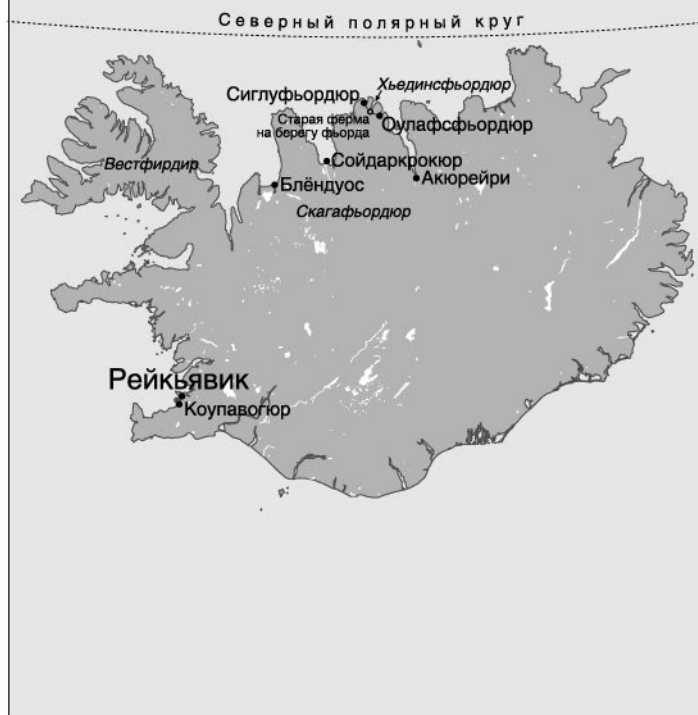 Северный полярный круг
Хьединсфьордюр
Сиглуфьордюр
Старая ферма
на берегу фьорда
Оулафсфьордюр
Вестфирдир
Сойдаркрокюр
Блёндуос
Акюрейри
Скагафьордюр
Рейкьявик
Коупавогюр